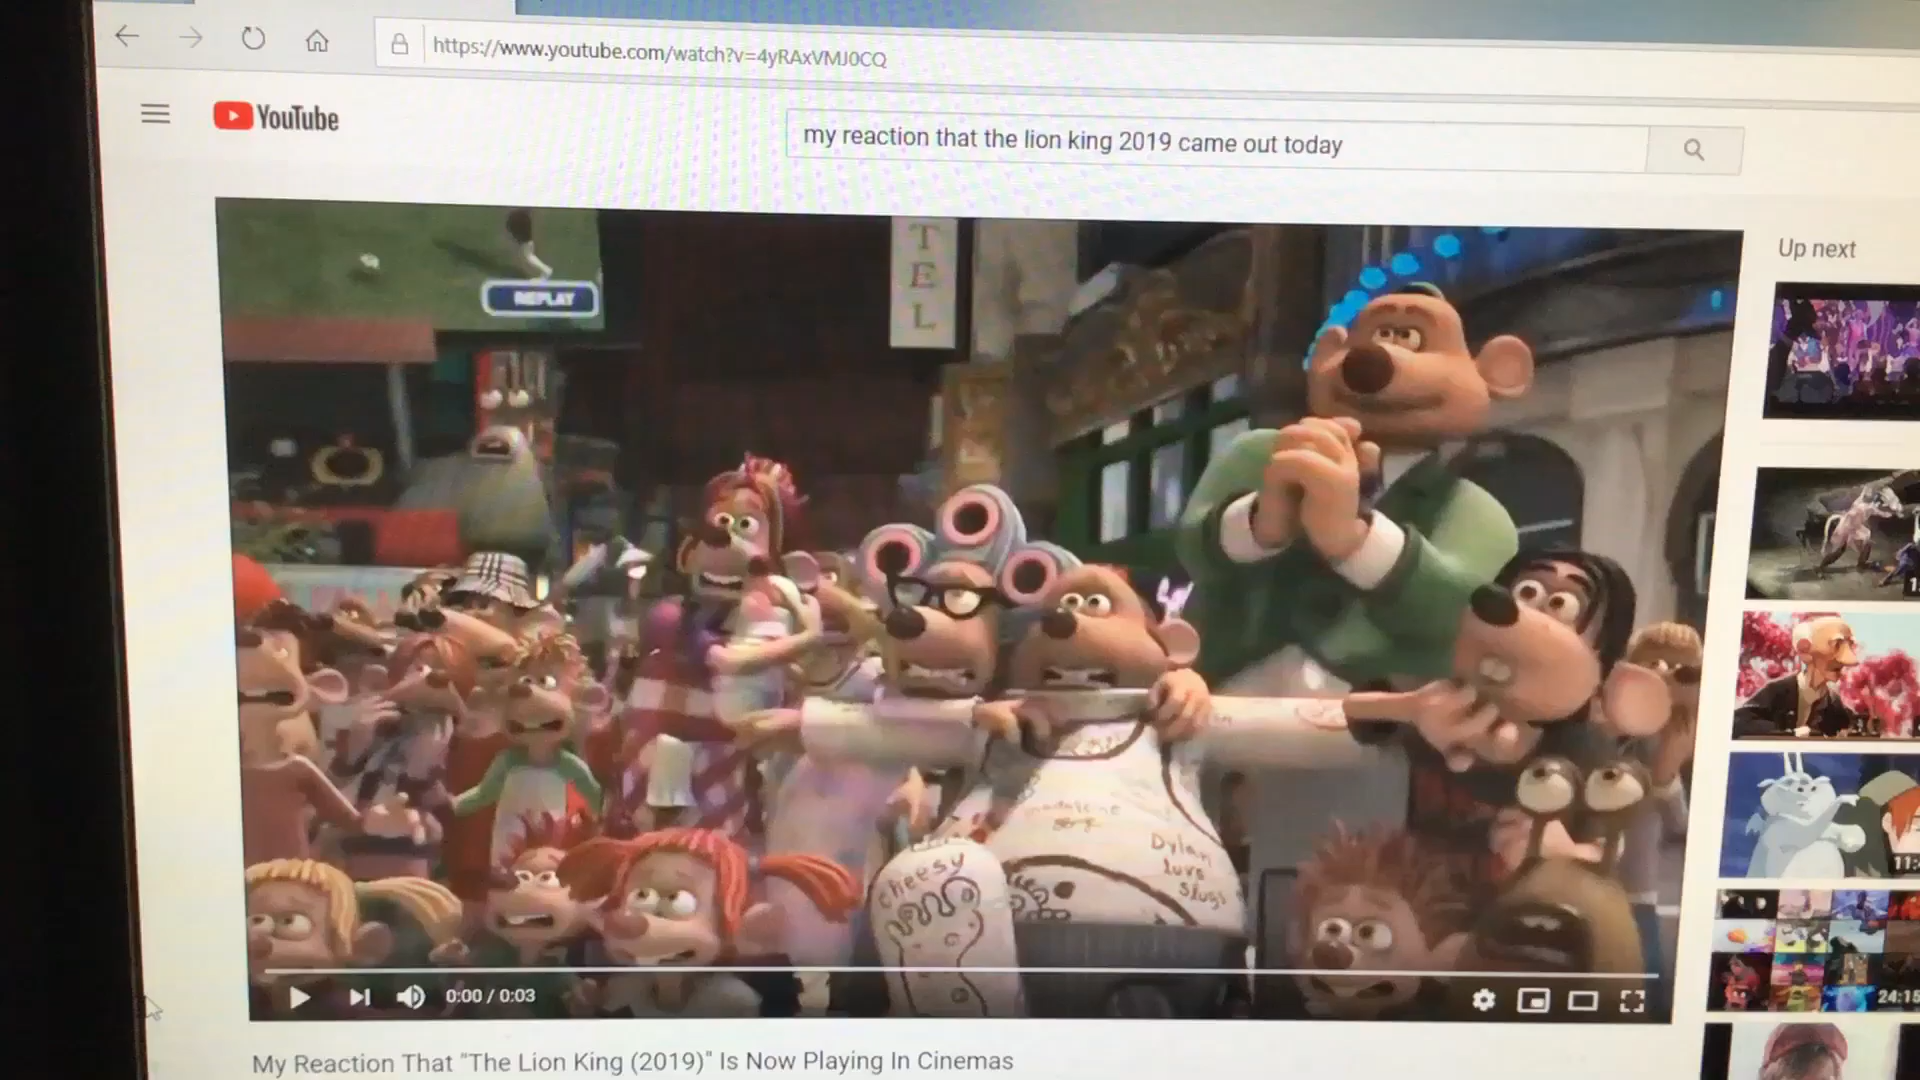 https://www.youtube.com/watch?v=4yRAxVMJ0CQ
YouTube
my reaction that the lion king 2019 came out today
Up next
REPLAY
T
E
L
cheesy
Dylan
luvs
Slugs
0:00 / 0:03
11:
24:15
My Reaction That "The Lion King (2019)" Is Now Playing In Cinemas